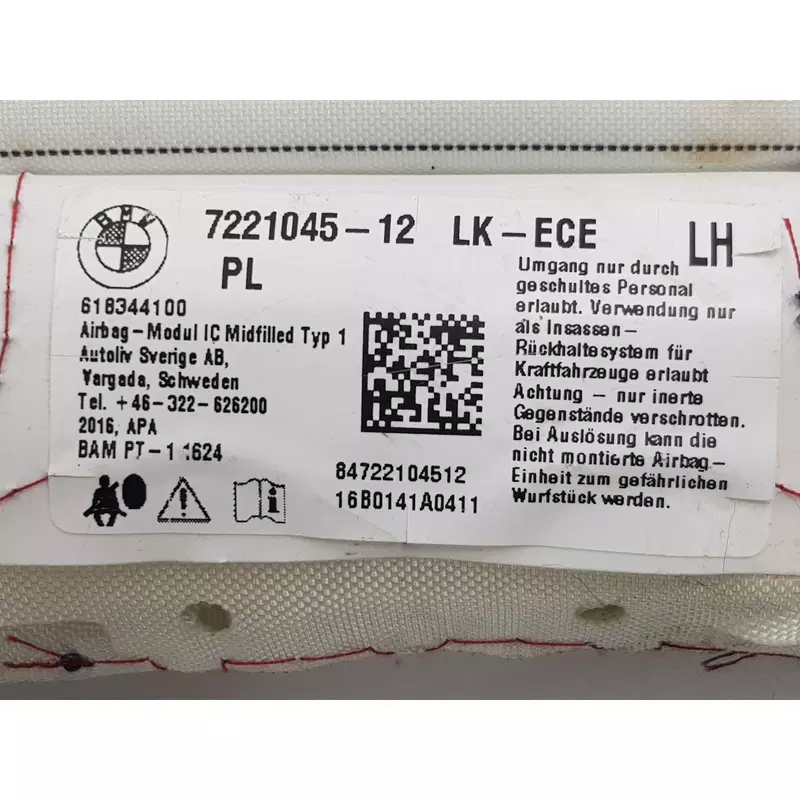 BMW
7221045-12 LK-ECE LH
PL
618344100
Airbag-Modul IC Midfilled Typ 1
Autoliv Sverige AB,
Vargada, Schweden
Tel. +46-322-626200
2016, APA
BAM PT-1 1624
84722104512
16B0141A0411
Umgang nur durch
geschultes Personal
erlaubt. Verwendung nur
als Insassen-
Rückhaltesystem für
Kraftfahrzeuge erlaubt
Achtung - nur inerte
Gegenstände verschrotten.
Bei Auslösung kann die
nicht montierte Airbag-
Einheit zum gefährlichen
Wurfstück werden.